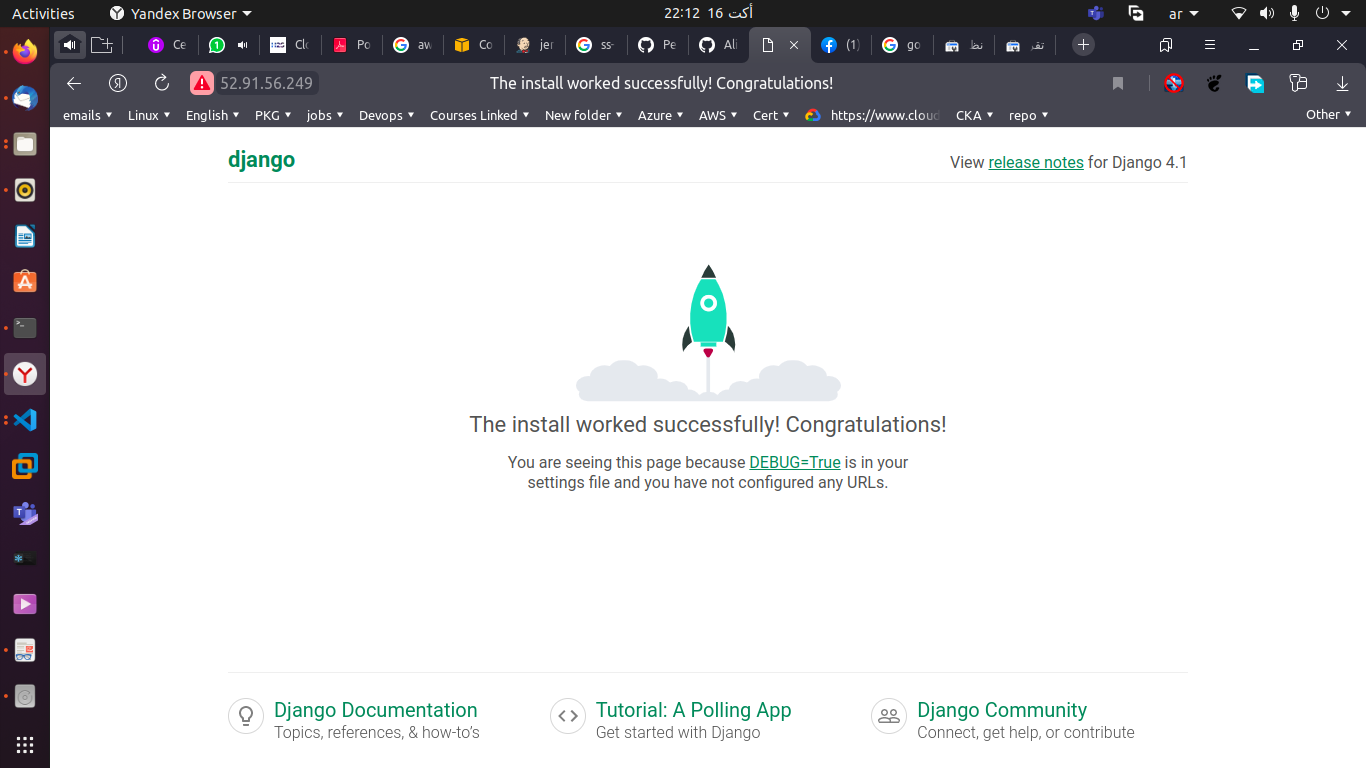 Activities
Yandex Browser
22:12 16 أكت
ar
Ce
1
Clo
Po
aw
Co
jer
ss-
Pe
Ali
(1)
go
نظ
تقر
Я
52.91.56.249
The install worked successfully! Congratulations!
emails
Linux
English
PKG
jobs
Devops
Courses Linked
New folder
Azure
AWS
Cert
https://www.cloud
CKA
repo
Other
django
View release notes for Django 4.1
The install worked successfully! Congratulations!
You are seeing this page because DEBUG=True is in your
settings file and you have not configured any URLs.
Django Documentation
Topics, references, & how-to’s
Tutorial: A Polling App
Get started with Django
Django Community
Connect, get help, or contribute